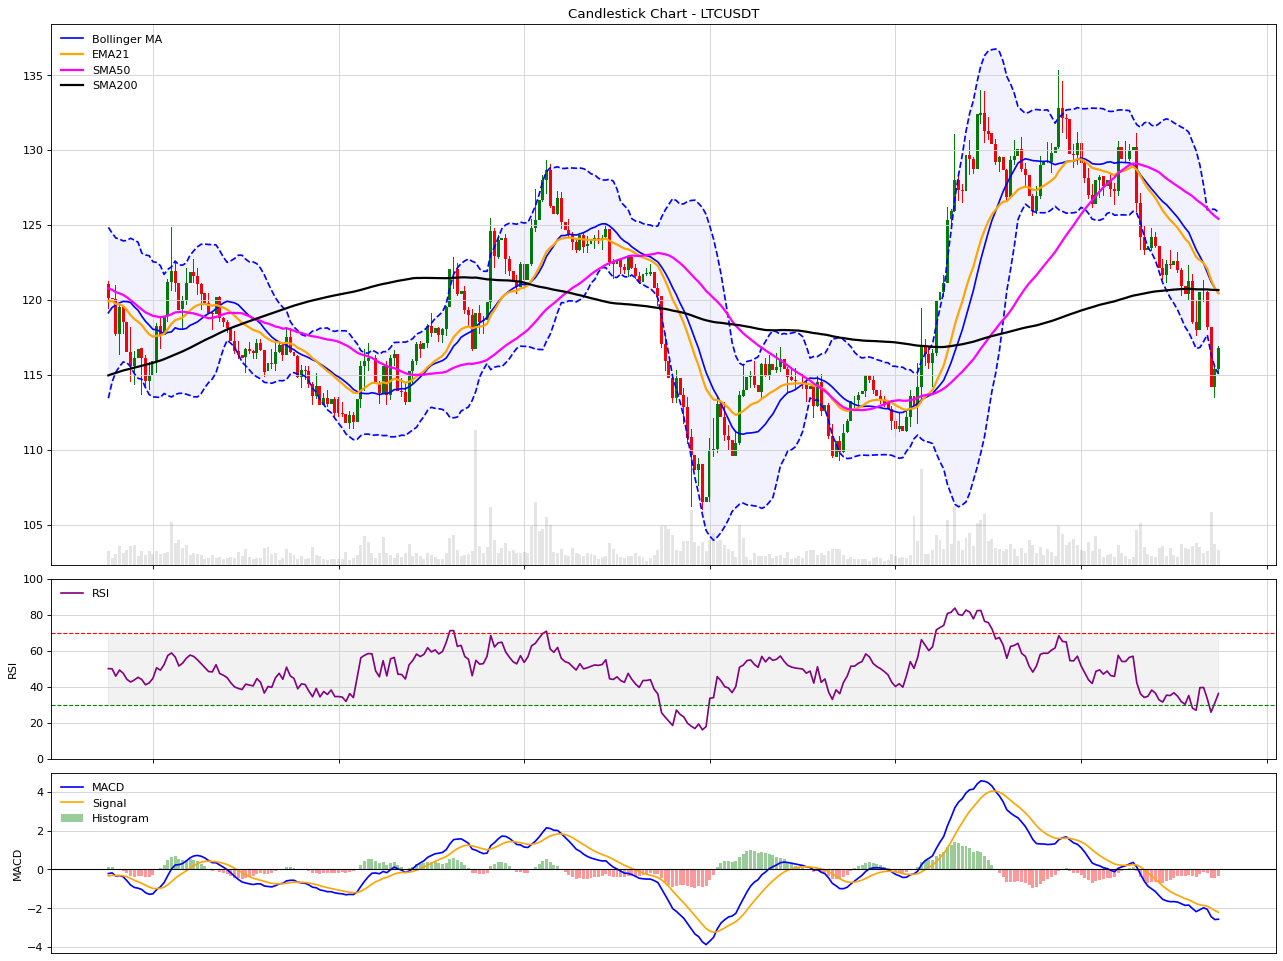 Candlestick Chart - LTCUSDT
Bollinger MA
EMA21
SMA50
SMA200
135
130
125
120
115
110
105
RSI
100
80
60
40
20
0
RSI
MACD
Signal
Histogram
4
2
0
−2
−4
MACD